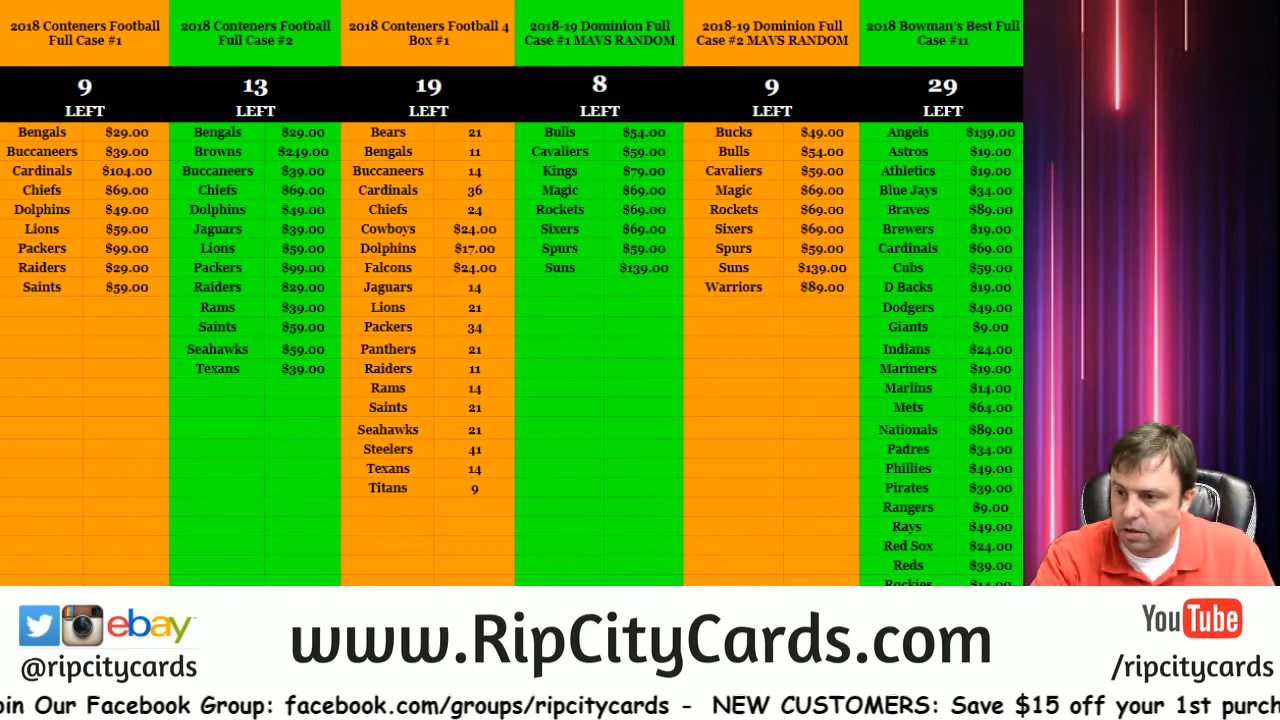 2018 Conteners Football Full Case #1
9
LEFT
Bengals $29.00
Buccaneers $39.00
Cardinals $104.00
Chiefs $69.00
Dolphins $49.00
Lions $59.00
Packers $99.00
Raiders $29.00
Saints $59.00
2018 Conteners Football Full Case #2
13
LEFT
Bengals $29.00
Browns $249.00
Buccaneers $39.00
Chiefs $69.00
Dolphins $49.00
Jaguars $39.00
Lions $59.00
Packers $99.00
Raiders $29.00
Rams $39.00
Saints $59.00
Seahawks $59.00
Texans $39.00
2018 Conteners Football 4 Box #1
19
LEFT
Bears 21
Bengals 11
Buccaneers 14
Cardinals 36
Chiefs 24
Cowboys $24.00
Dolphins $17.00
Falcons $24.00
Jaguars 14
Lions 21
Packers 34
Panthers 21
Raiders 11
Rams 14
Saints 21
Seahawks 21
Steelers 41
Texans 14
Titans 9
2018-19 Dominion Full Case #1 MAVS RANDOM
8
LEFT
Bulls $54.00
Cavaliers $59.00
Kings $79.00
Magic $69.00
Rockets $69.00
Sixers $69.00
Spurs $59.00
Suns $139.00
2018-19 Dominion Full Case #2 MAVS RANDOM
9
LEFT
Bucks $49.00
Bulls $54.00
Cavaliers $59.00
Magic $69.00
Rockets $69.00
Sixers $69.00
Spurs $59.00
Suns $139.00
Warriors $89.00
2018 Bowman's Best Full Case #11
29
LEFT
Angels $139.00
Astros $19.00
Athletics $19.00
Blue Jays $34.00
Braves $89.00
Brewers $19.00
Cardinals $69.00
Cubs $59.00
D Backs $19.00
Dodgers $49.00
Giants $9.00
Indians $24.00
Mariners $19.00
Marlins $14.00
Mets $64.00
Nationals $89.00
Padres $34.00
Phillies $49.00
Pirates $39.00
Rangers $9.00
Rays $49.00
Red Sox $24.00
Reds $39.00
Rockies $14.00
ebay
@ripcitycards
www.RipCityCards.com
YouTube
/ripcitycards
oin Our Facebook Group: facebook.com/groups/ripcitycards - NEW CUSTOMERS: Save $15 off your 1st purch